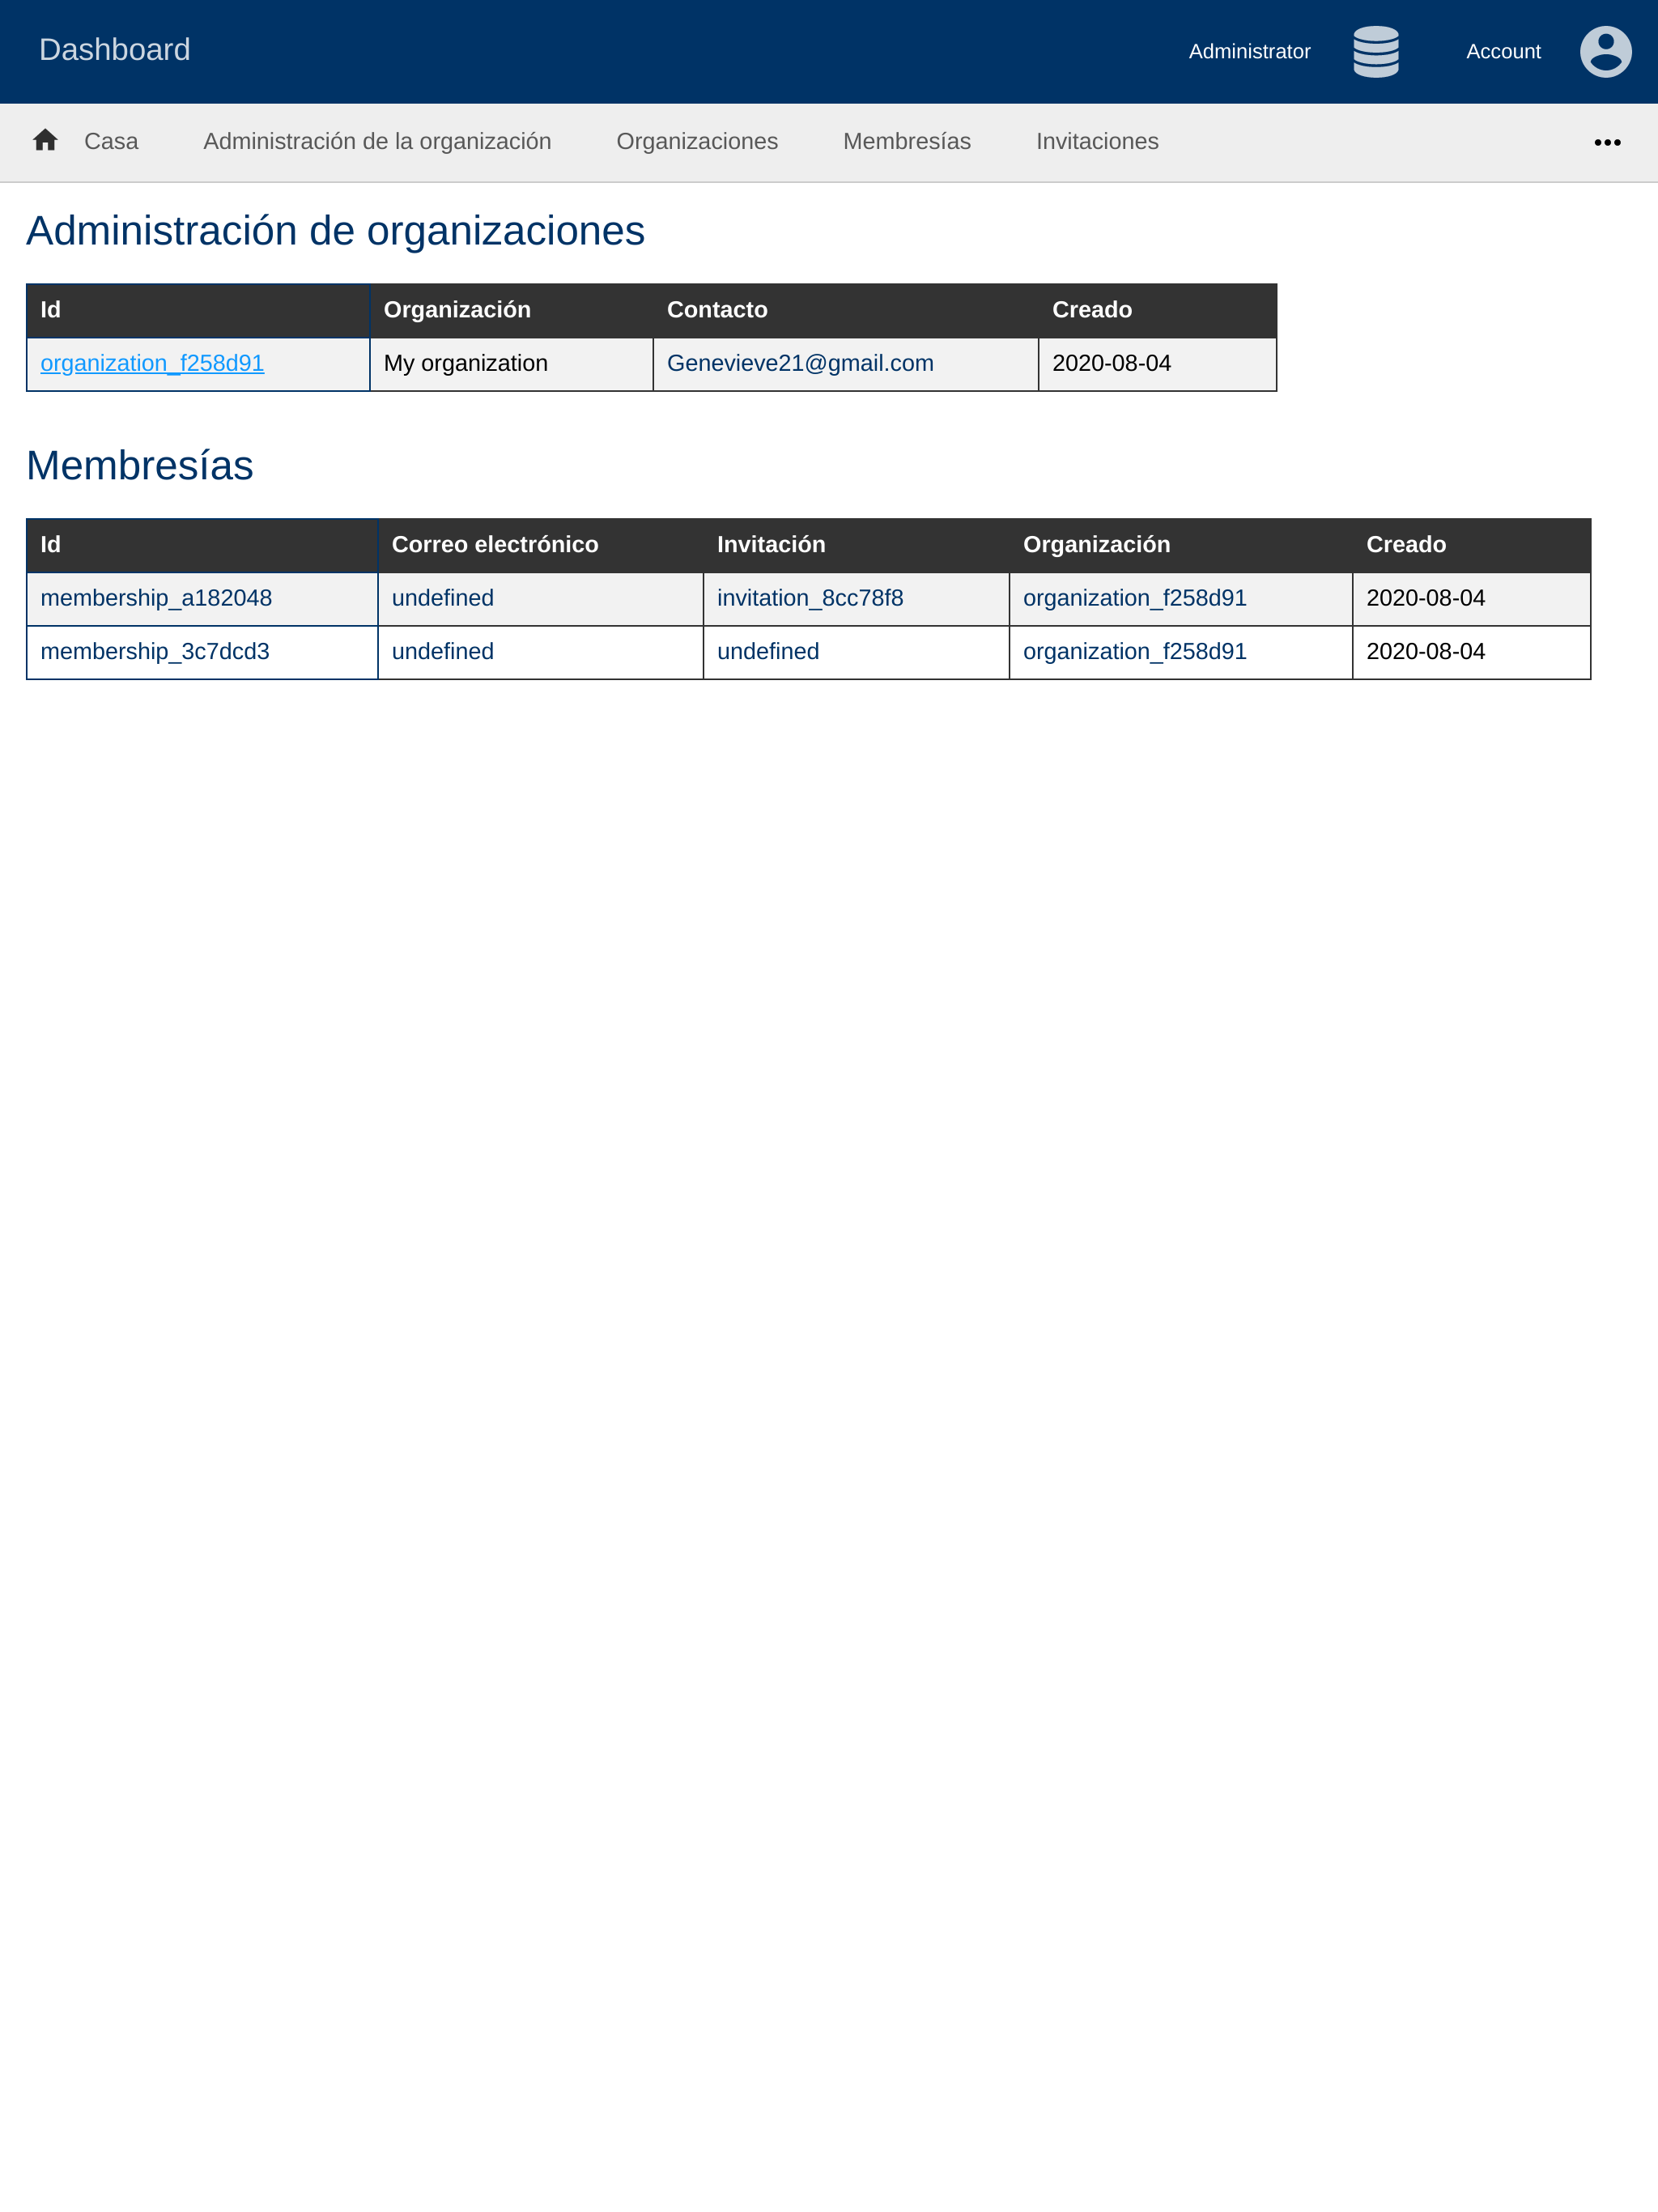 Dashboard Administrator Account
Casa Administración de la organización Organizaciones Membresías Invitaciones
Administración de organizaciones
Id Organización Contacto Creado
organization_f258d91 My organization Genevieve21@gmail.com 2020-08-04
Membresías
Id Correo electrónico Invitación Organización Creado
membership_a182048 undefined invitation_8cc78f8 organization_f258d91 2020-08-04
membership_3c7dcd3 undefined undefined organization_f258d91 2020-08-04